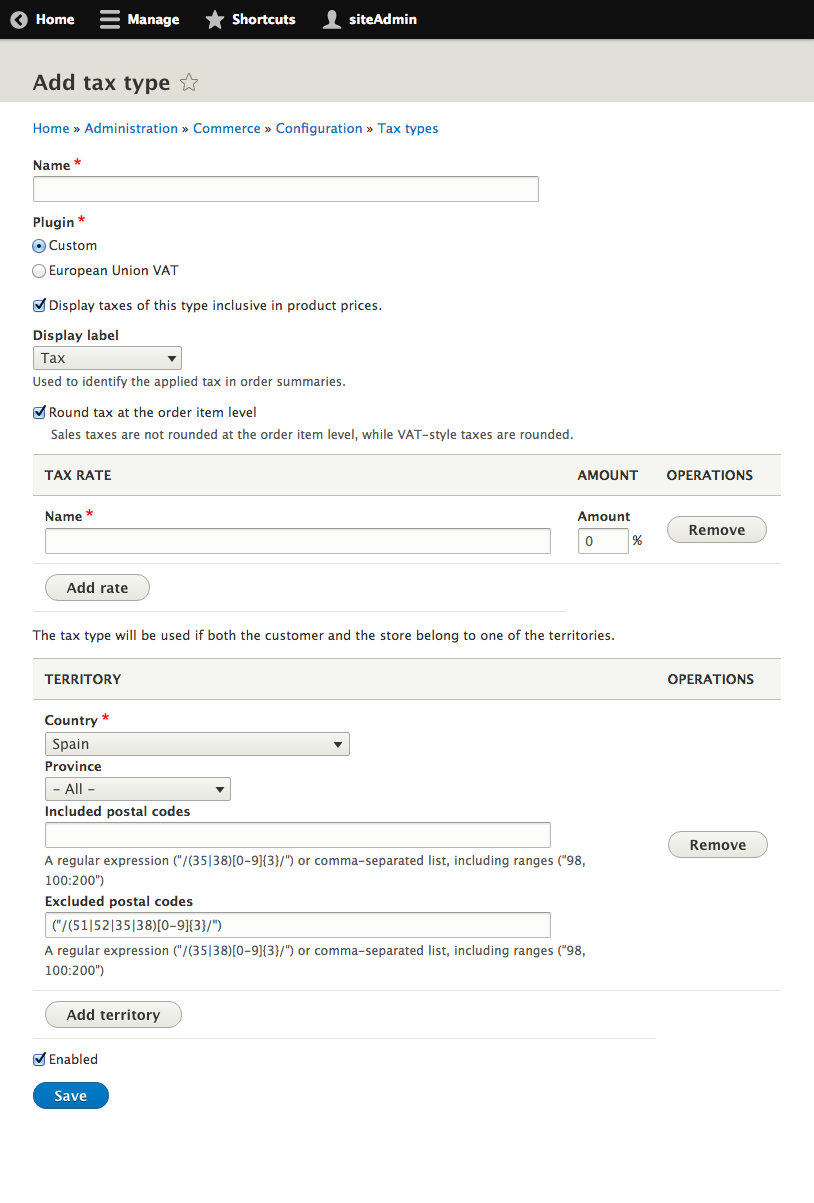 Home Manage Shortcuts siteAdmin
Add tax type
Home » Administration » Commerce » Configuration » Tax types
Name *
Plugin *
Custom
European Union VAT
Display taxes of this type inclusive in product prices.
Display label
Tax
Used to identify the applied tax in order summaries.
Round tax at the order item level
Sales taxes are not rounded at the order item level, while VAT-style taxes are rounded.
TAX RATE AMOUNT OPERATIONS
Name * Amount
0 % Remove
Add rate
The tax type will be used if both the customer and the store belong to one of the territories.
TERRITORY OPERATIONS
Country *
Spain
Province
- All -
Included postal codes
Remove
A regular expression ("/(35|38)[0-9]{3}/") or comma-separated list, including ranges ("98,
100:200")
Excluded postal codes
("/(51|52|35|38)[0-9]{3}/")
A regular expression ("/(35|38)[0-9]{3}/") or comma-separated list, including ranges ("98,
100:200")
Add territory
Enabled
Save